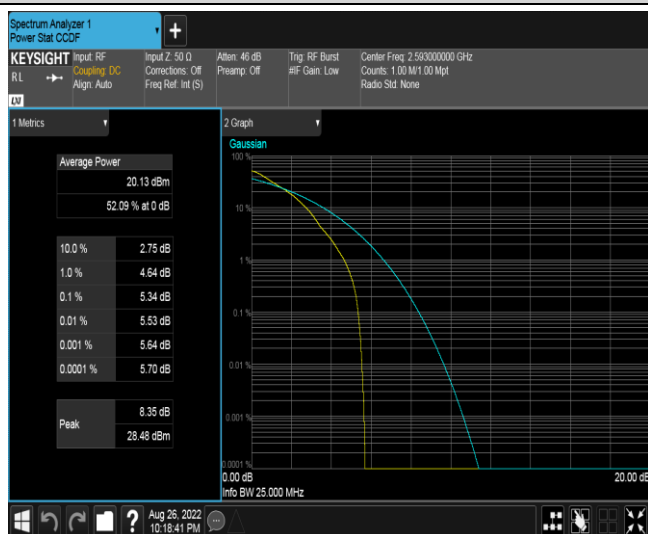 Spectrum Analyzer 1
Power Stat CCDF
+
KEYSIGHT
RL
LXI
Input: RF
Coupling: DC
Align: Auto
Input Z: 50 Ω
Corrections: Off
Freq Ref: Int (S)
Atten: 46 dB
Preamp: Off
Trig: RF Burst
#IF Gain: Low
Center Freq: 2.593000000 GHz
Counts: 1.00 M/1.00 Mpt
Radio Std: None
1 Metrics
Average Power
20.13 dBm
52.09 % at 0 dB
10.0 % 2.75 dB
1.0 % 4.64 dB
0.1 % 5.34 dB
0.01 % 5.53 dB
0.001 % 5.64 dB
0.0001 % 5.70 dB
Peak
8.35 dB
28.48 dBm
2 Graph
Gaussian
100 %
10 %
1 %
0.1 %
0.01 %
0.001 %
0.0001 %
0.00 dB
20.00 dB
Info BW 25.000 MHz
?
Aug 26, 2022
10:18:41 PM